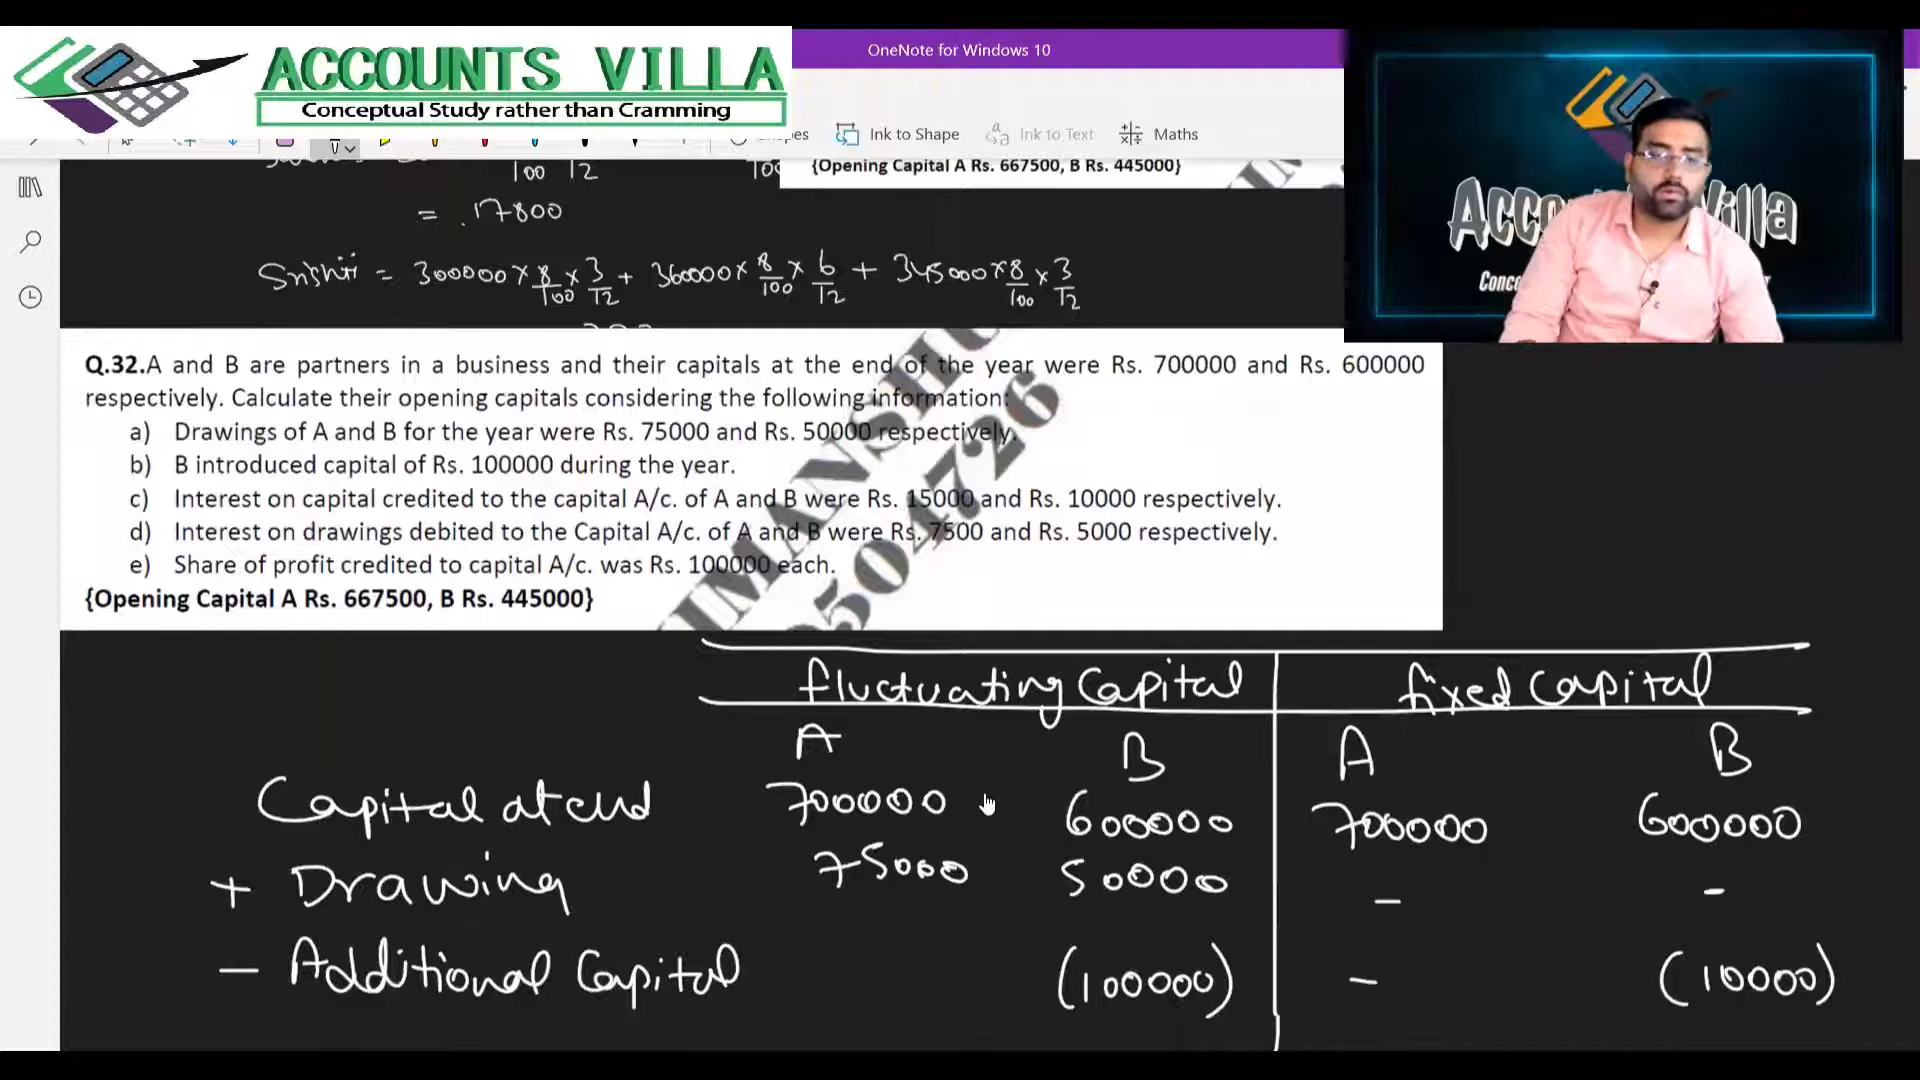 ACCOUNTS VILLA
Conceptual Study rather than Cramming
OneNote for Windows 10
Ink to Shape
Ink to Text
Maths
{Opening Capital A Rs. 667500, B Rs. 445000}
100 12
= 17800
Srishti = 300000 × 8/100 × 3/12 + 360000 × 8/100 × 6/12 + 345000 × 8/100 × 3/12
Q.32.A and B are partners in a business and their capitals at the end of the year were Rs. 700000 and Rs. 600000
respectively. Calculate their opening capitals considering the following information:
a) Drawings of A and B for the year were Rs. 75000 and Rs. 50000 respectively.
b) B introduced capital of Rs. 100000 during the year.
c) Interest on capital credited to the capital A/c. of A and B were Rs. 15000 and Rs. 10000 respectively.
d) Interest on drawings debited to the Capital A/c. of A and B were Rs. 7500 and Rs. 5000 respectively.
e) Share of profit credited to capital A/c. was Rs. 100000 each.
{Opening Capital A Rs. 667500, B Rs. 445000}
fluctuating Capital fixed Capital
A B A B
Capital at end 700000 600000 700000 600000
+ Drawing 75000 50000 - -
- Additional Capital (100000) - (10000)